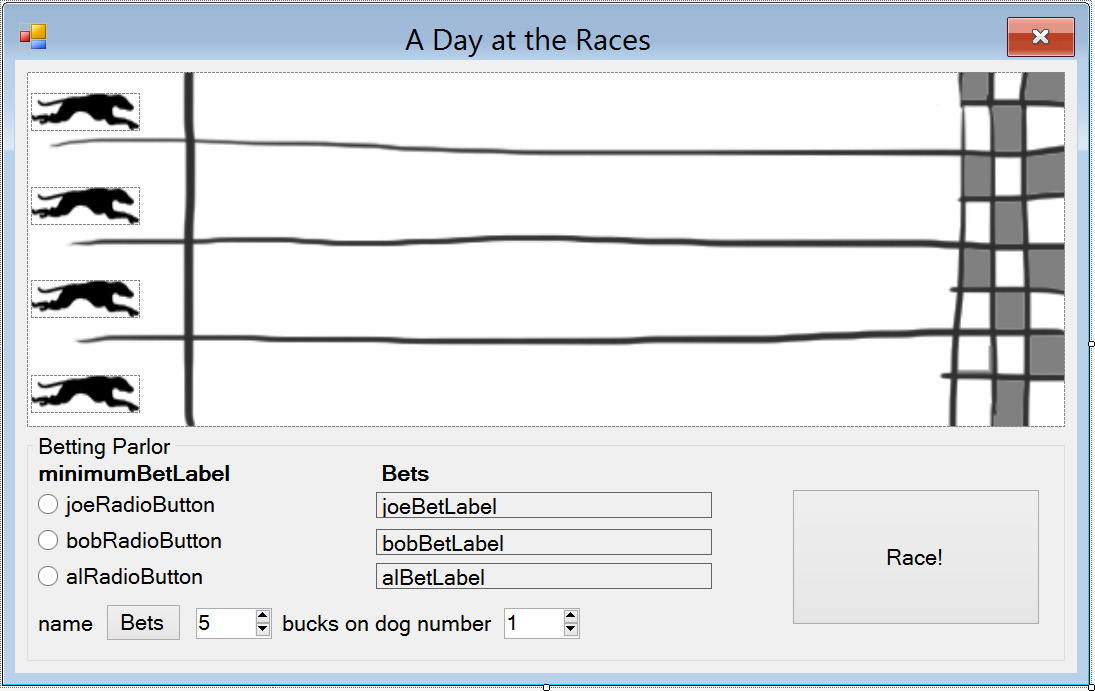 A Day at the Races
Betting Parlor
minimumBetLabel Bets
joeRadioButton joeBetLabel
bobRadioButton bobBetLabel
alRadioButton alBetLabel
Race!
name Bets 5 bucks on dog number 1